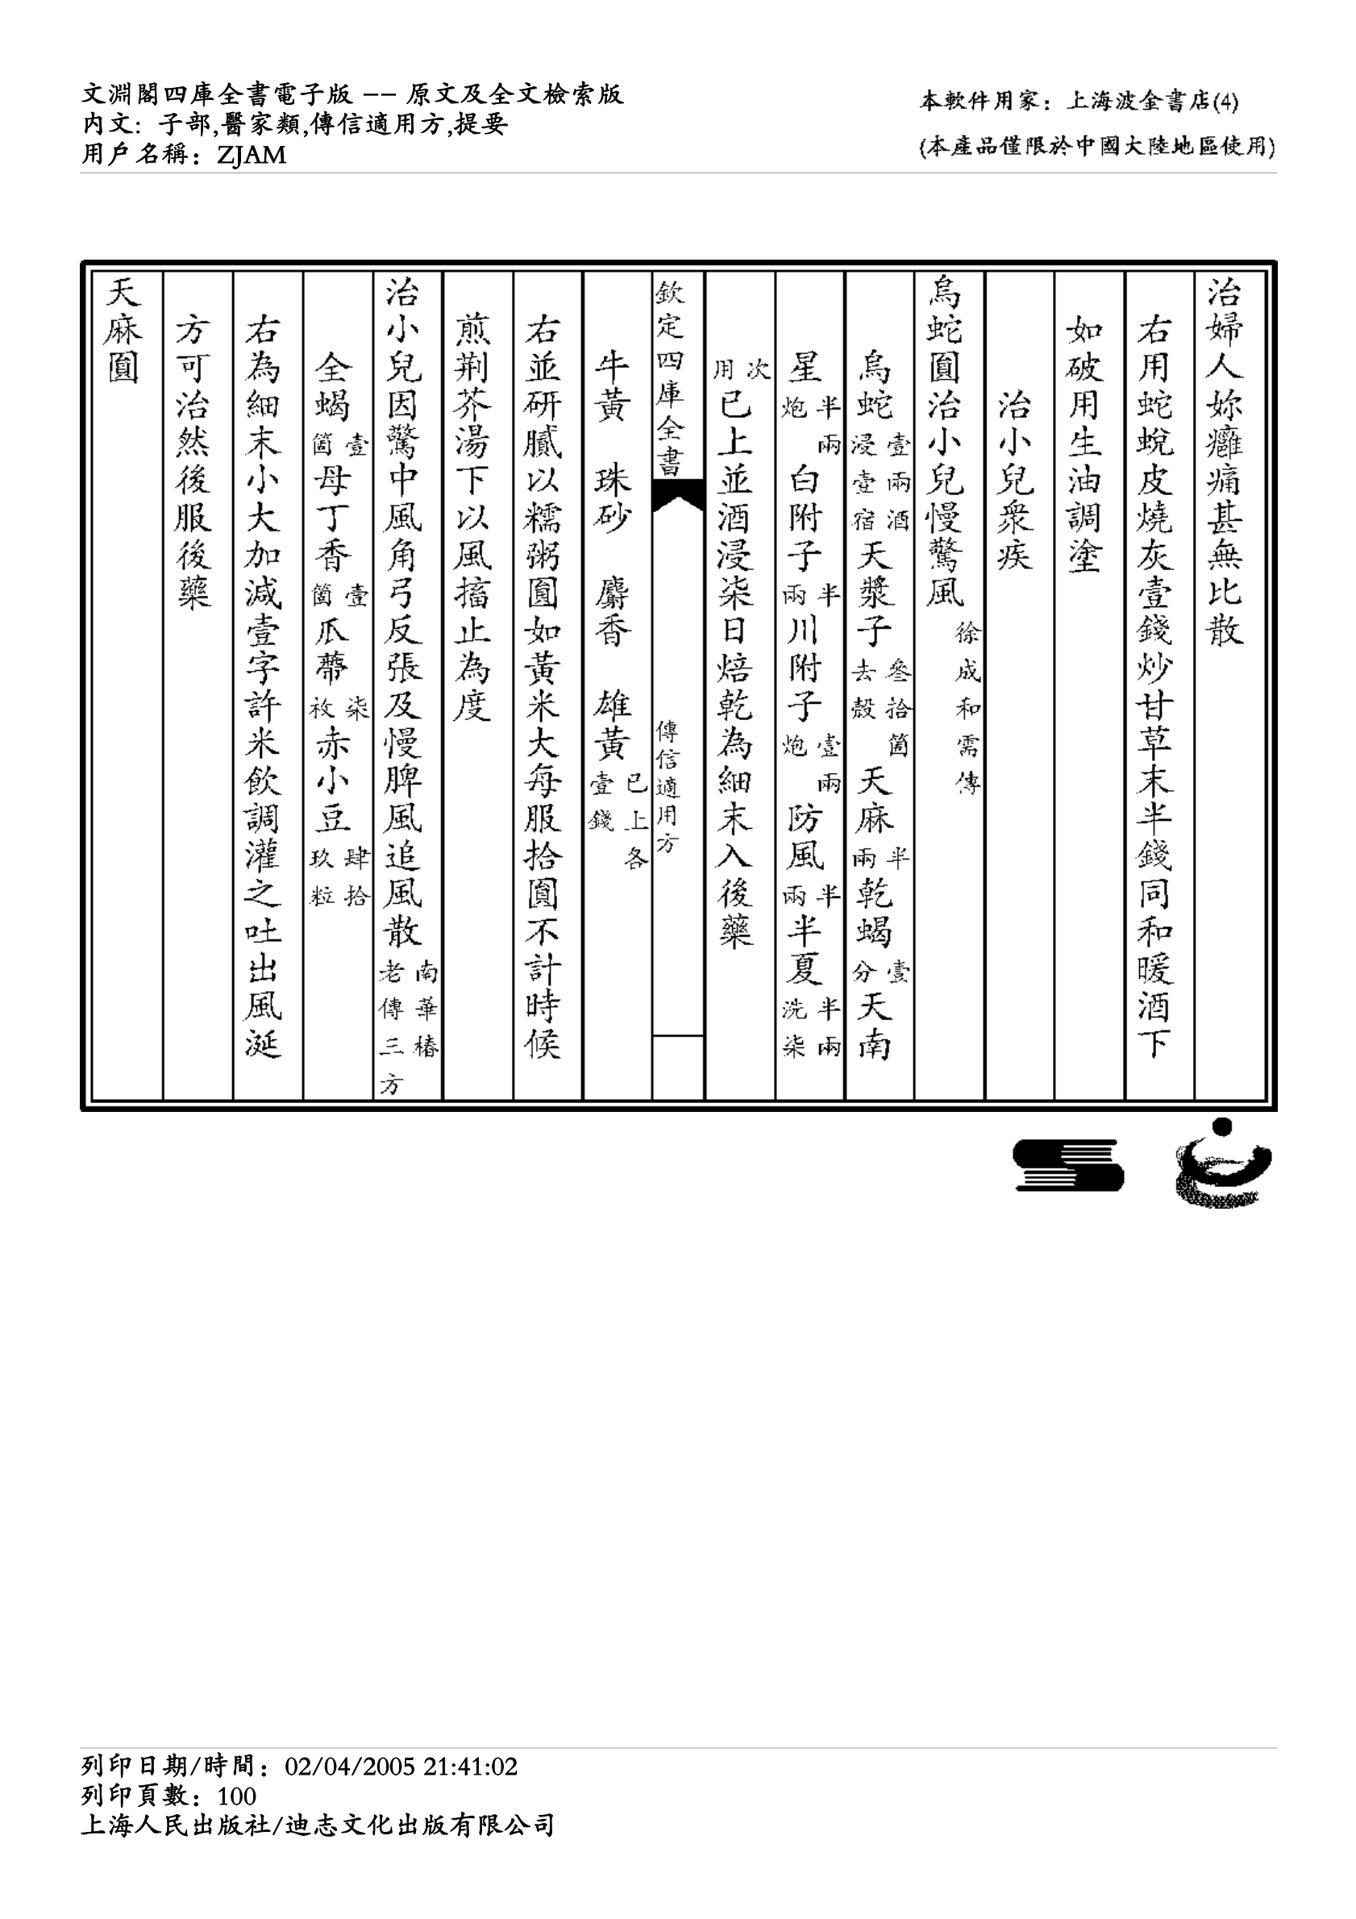 文淵閣四庫全書電子版 -- 原文及全文檢索版
內文: 子部,醫家類,傳信適用方,提要
用戶名稱: ZJAM
本軟件用家: 上海波金書店(4)
(本產品僅限於中國大陸地區使用)
治婦人妳癰痛甚無比散
右用蛇蛻皮燒灰壹錢炒甘草末半錢同和暖酒下
如破用生油調塗
治小兒衆疾
烏蛇圓治小兒慢驚風 徐成和需傳
烏蛇 壹兩酒浸壹宿 天漿子 叁拾箇去殼 天麻 半兩 乾蝎 壹分 天南
星 半兩炮 白附子 半兩 川附子 壹兩炮 防風 半兩 半夏 半兩洗柒
次用 已上並酒浸柒日焙乾為細末入後藥
欽定四庫全書 傳信適用方
牛黃 珠砂 麝香 雄黃 已上各壹錢
右並研膩以糯粥圓如黃米大每服拾圓不計時候
煎荆芥湯下以風搐止為度
治小兒因驚中風角弓反張及慢脾風追風散 南華椿老傳三方
全蝎 壹箇 母丁香 壹箇 爪蔕 柒枚 赤小豆 肆拾玖粒
右為細末小大加減壹字許米飲調灌之吐出風涎
方可治然後服後藥
天麻圓
列印日期/時間: 02/04/2005 21:41:02
列印頁數: 100
上海人民出版社/迪志文化出版有限公司